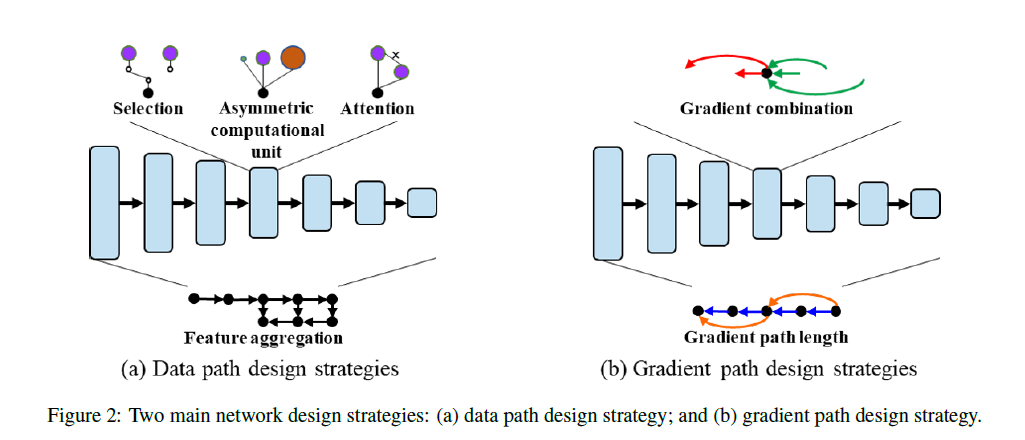 Selection
Asymmetric
computational
unit
Attention
x
Feature aggregation
(a) Data path design strategies
Gradient combination
Gradient path length
(b) Gradient path design strategies
Figure 2: Two main network design strategies: (a) data path design strategy; and (b) gradient path design strategy.